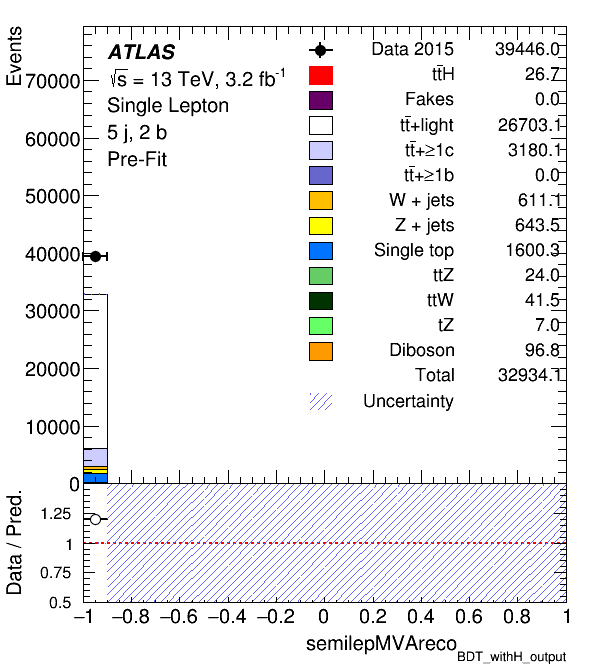 Events
ATLAS
√s = 13 TeV, 3.2 fb⁻¹
Single Lepton
5 j, 2 b
Pre-Fit
Data 2015 39446.0
tt̄H 26.7
Fakes 0.0
tt̄+light 26703.1
tt̄+≥1c 3180.1
tt̄+≥1b 0.0
W + jets 611.1
Z + jets 643.5
Single top 1600.3
ttZ 24.0
ttW 41.5
tZ 7.0
Diboson 96.8
Total 32934.1
Uncertainty
70000
60000
50000
40000
30000
20000
10000
0
Data / Pred.
1.25
1
0.75
0.5
−1 −0.8 −0.6 −0.4 −0.2 0 0.2 0.4 0.6 0.8 1
semilepMVAreco
BDT_withH_output